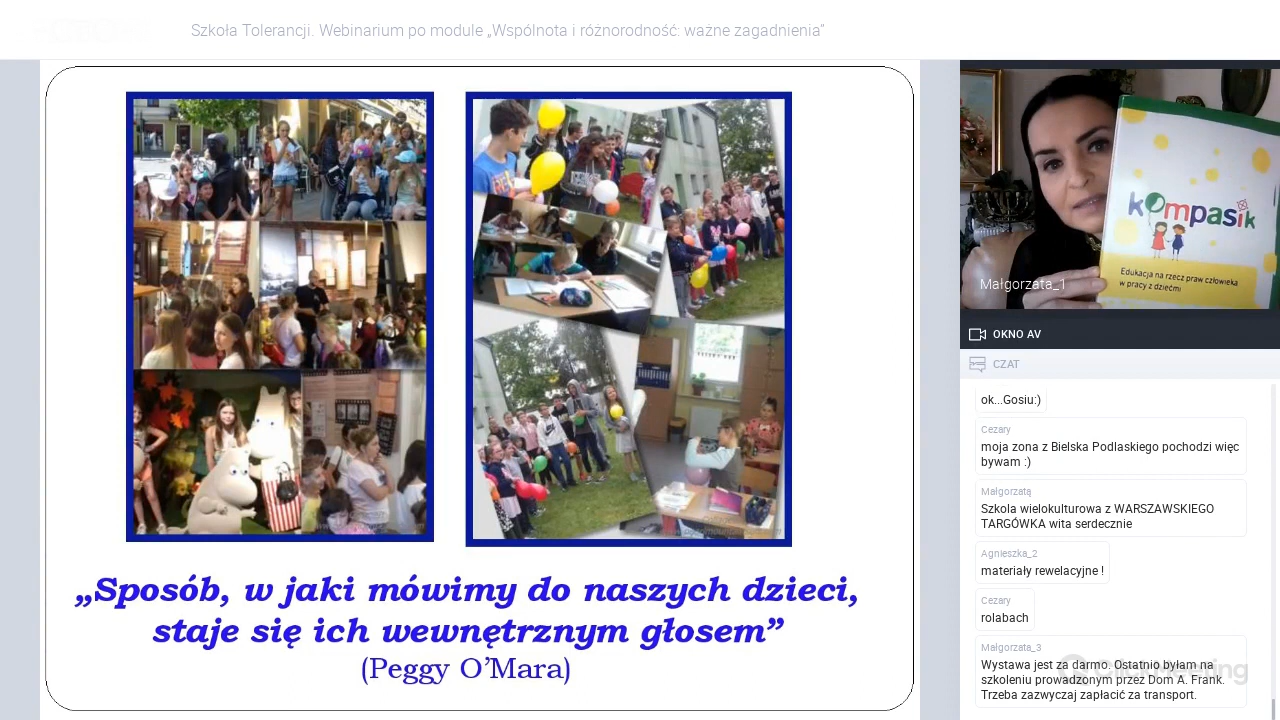 Szkoła Tolerancji. Webinarium po module „Wspólnota i różnorodność: ważne zagadnienia”
„Sposób, w jaki mówimy do naszych dzieci,
staje się ich wewnętrznym głosem”
(Peggy O’Mara)
kompasik
Edukacja na rzecz praw człowieka
w pracy z dziećmi
Małgorzata_1
OKNO AV
CZAT
ok...Gosiu:)
Cezary
moja zona z Bielska Podlaskiego pochodzi więc
bywam :)
Małgorzatą
Szkola wielokulturowa z WARSZAWSKIEGO
TARGÓWKA wita serdecznie
Agnieszka_2
materiały rewelacyjne !
Cezary
rolabach
Małgorzata_3
Wystawa jest za darmo. Ostatnio byłam na
szkoleniu prowadzonym przez Dom A. Frank.
Trzeba zazwyczaj zapłacić za transport.